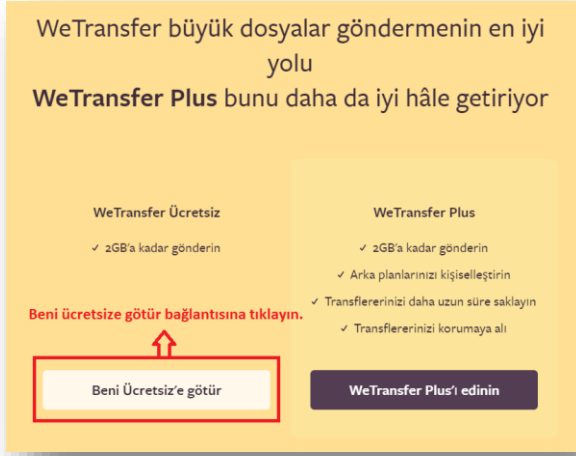 WeTransfer büyük dosyalar göndermenin en iyi
yolu
WeTransfer Plus bunu daha da iyi hâle getiriyor
WeTransfer Ücretsiz
✓ 2GB'a kadar gönderin
Beni ücretsize götür bağlantısına tıklayın.
Beni Ücretsiz'e götür
WeTransfer Plus
✓ 2GB'a kadar gönderin
✓ Arka planlarınızı kişiselleştirin
✓ Transflererinizi daha uzun süre saklayın
✓ Transflererinizi korumaya alı
WeTransfer Plus'ı edinin